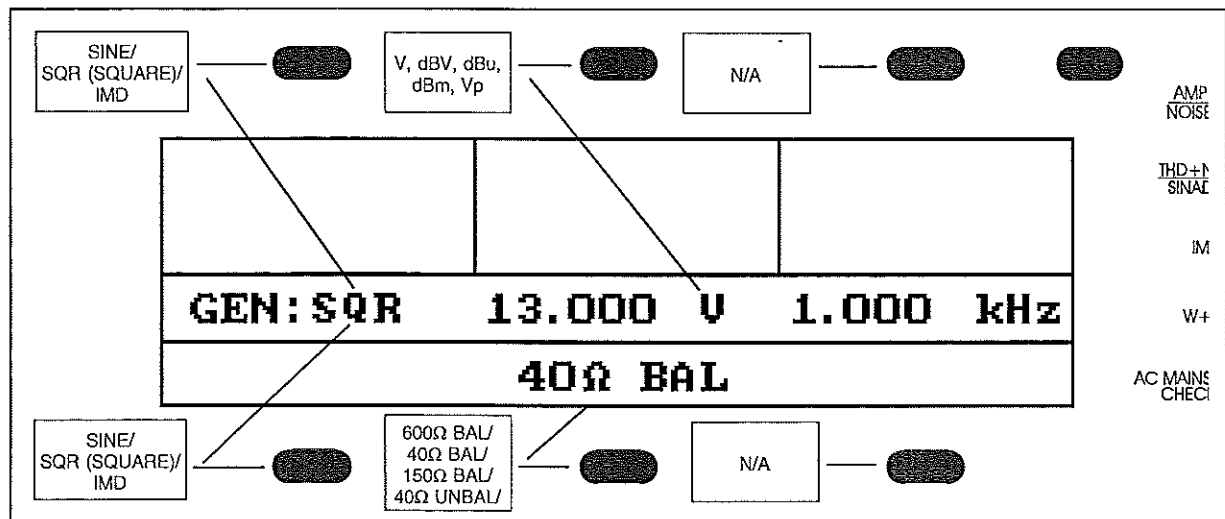 SINE/
SQR (SQUARE)/
IMD
V, dBV, dBu,
dBm, Vp
N/A
AMP
NOISE
THD+N
SINAD
IM
GEN:SQR 13.000 V 1.000 kHz
W+
40Ω BAL
AC MAINS
CHEC
SINE/
SQR (SQUARE)/
IMD
600Ω BAL/
40Ω BAL/
150Ω BAL/
40Ω UNBAL/
N/A